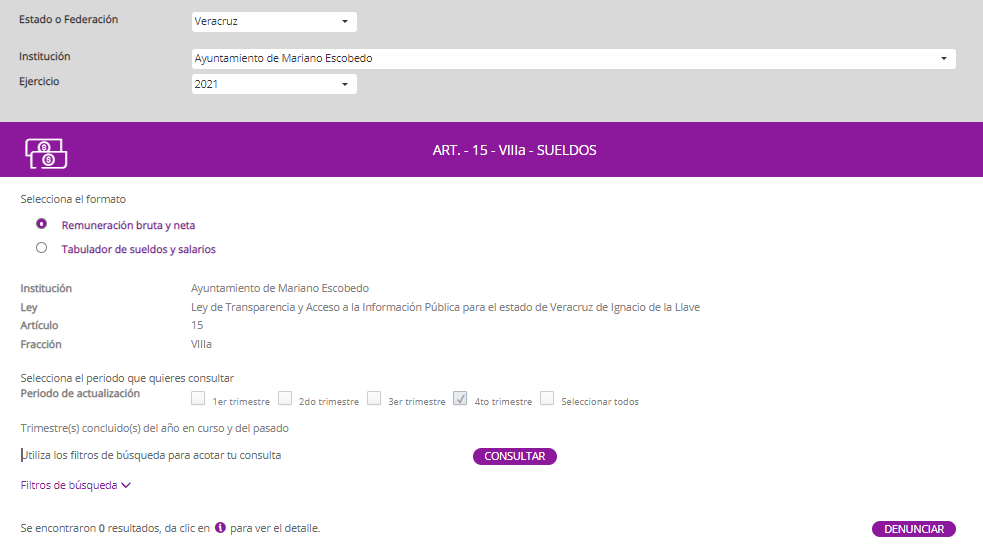 Estado o Federación Veracruz
Institución Ayuntamiento de Mariano Escobedo
Ejercicio 2021
ART. - 15 - VIIIa - SUELDOS
Selecciona el formato
Remuneración bruta y neta
Tabulador de sueldos y salarios
Institución Ayuntamiento de Mariano Escobedo
Ley Ley de Transparencia y Acceso a la Información Pública para el estado de Veracruz de Ignacio de la Llave
Artículo 15
Fracción VIIIa
Selecciona el periodo que quieres consultar
Periodo de actualización 1er trimestre 2do trimestre 3er trimestre 4to trimestre Seleccionar todos
Trimestre(s) concluido(s) del año en curso y del pasado
Utiliza los filtros de búsqueda para acotar tu consulta CONSULTAR
Filtros de búsqueda
Se encontraron 0 resultados, da clic en i para ver el detalle. DENUNCIAR